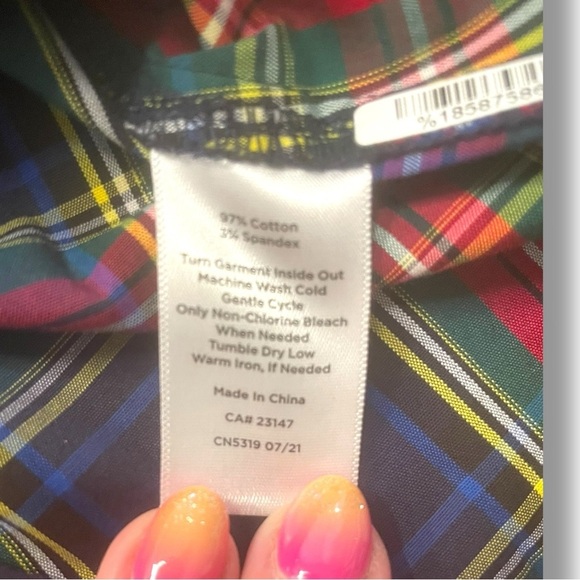 %18587586
97% Cotton
3% Spandex
Turn Garment Inside Out
Machine Wash Cold
Gentle Cycle
Only Non-Chlorine Bleach
When Needed
Tumble Dry Low
Warm Iron, If Needed
Made In China
CA# 23147
CN5319 07/21